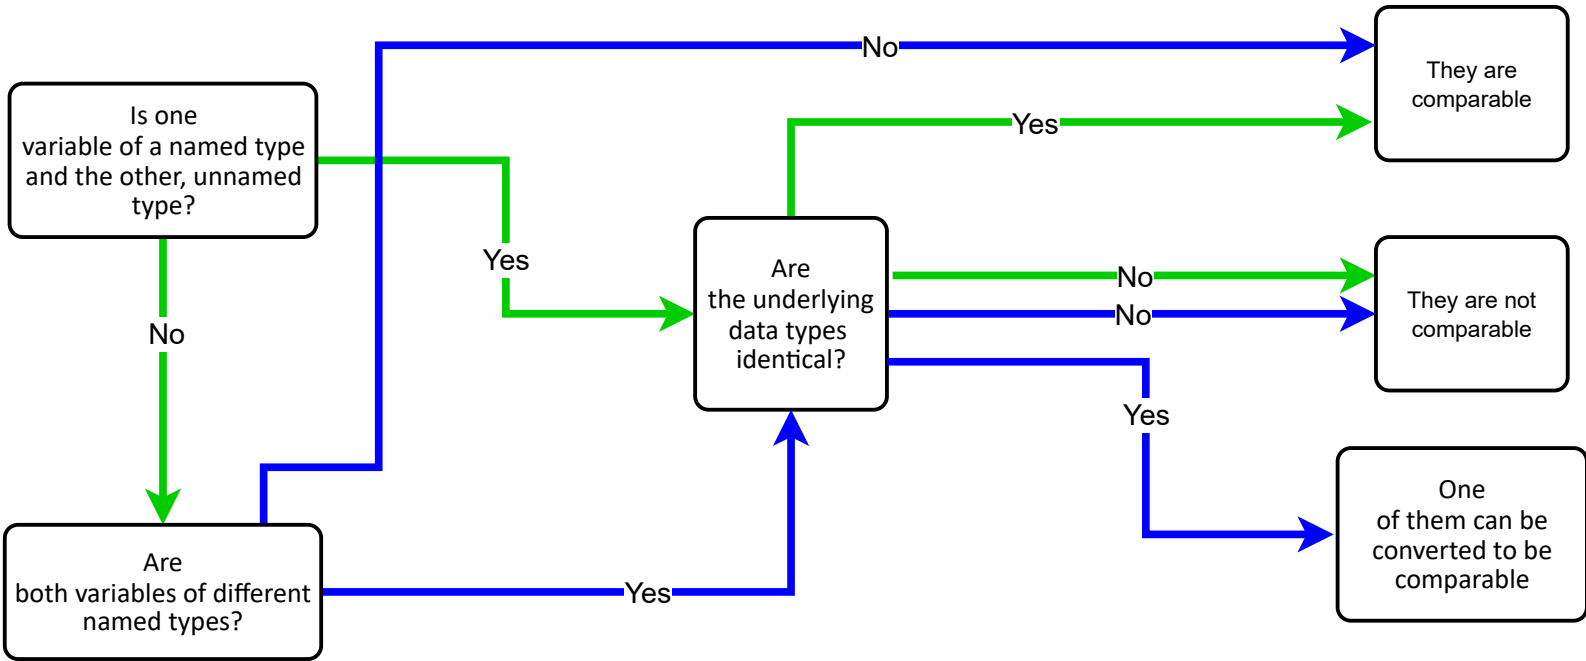 Is one
variable of a named type
and the other, unnamed
type?
No
Yes
Are
both variables of different
named types?
No
Yes
Are
the underlying
data types
identical?
Yes
No
No
Yes
They are
comparable
They are not
comparable
One
of them can be
converted to be
comparable